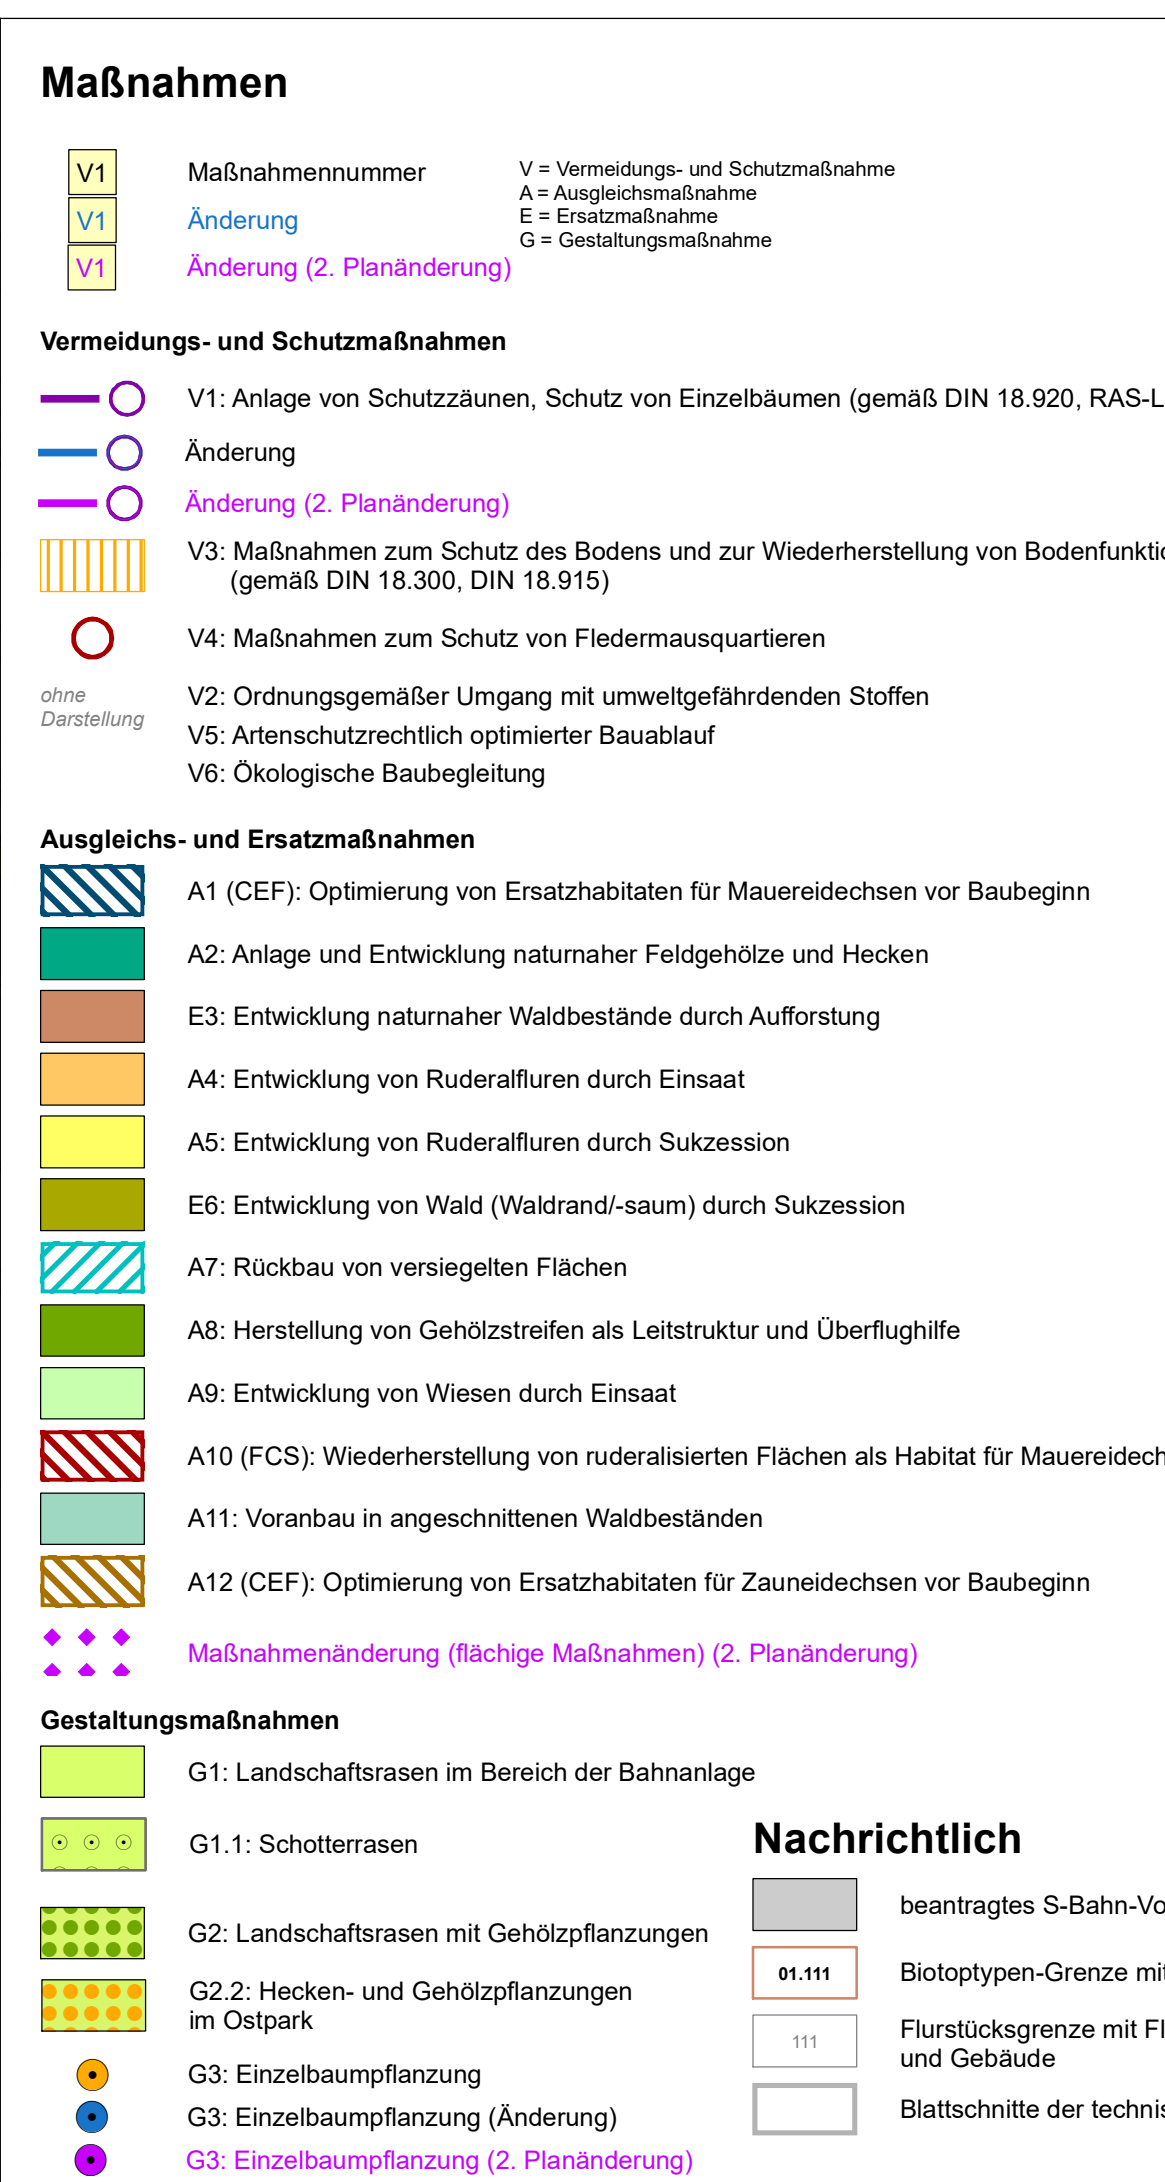 Maßnahmen
V1 Maßnahmennummer
V = Vermeidungs- und Schutzmaßnahme
A = Ausgleichsmaßnahme
V1 Änderung
E = Ersatzmaßnahme
G = Gestaltungsmaßnahme
V1 Änderung (2. Planänderung)
Vermeidungs- und Schutzmaßnahmen
V1: Anlage von Schutzzäunen, Schutz von Einzelbäumen (gemäß DIN 18.920, RAS-L
Änderung
Änderung (2. Planänderung)
V3: Maßnahmen zum Schutz des Bodens und zur Wiederherstellung von Bodenfunkti
(gemäß DIN 18.300, DIN 18.915)
V4: Maßnahmen zum Schutz von Fledermausquartieren
ohne
Darstellung
V2: Ordnungsgemäßer Umgang mit umweltgefährdenden Stoffen
V5: Artenschutzrechtlich optimierter Bauablauf
V6: Ökologische Baubegleitung
Ausgleichs- und Ersatzmaßnahmen
A1 (CEF): Optimierung von Ersatzhabitaten für Mauereidechsen vor Baubeginn
A2: Anlage und Entwicklung naturnaher Feldgehölze und Hecken
E3: Entwicklung naturnaher Waldbestände durch Aufforstung
A4: Entwicklung von Ruderalfluren durch Einsaat
A5: Entwicklung von Ruderalfluren durch Sukzession
E6: Entwicklung von Wald (Waldrand/-saum) durch Sukzession
A7: Rückbau von versiegelten Flächen
A8: Herstellung von Gehölzstreifen als Leitstruktur und Überflughilfe
A9: Entwicklung von Wiesen durch Einsaat
A10 (FCS): Wiederherstellung von ruderalisierten Flächen als Habitat für Mauereidech
A11: Voranbau in angeschnittenen Waldbeständen
A12 (CEF): Optimierung von Ersatzhabitaten für Zauneidechsen vor Baubeginn
Maßnahmenänderung (flächige Maßnahmen) (2. Planänderung)
Gestaltungsmaßnahmen
G1: Landschaftsrasen im Bereich der Bahnanlage
G1.1: Schotterrasen
G2: Landschaftsrasen mit Gehölzpflanzungen
G2.2: Hecken- und Gehölzpflanzungen
im Ostpark
G3: Einzelbaumpflanzung
G3: Einzelbaumpflanzung (Änderung)
G3: Einzelbaumpflanzung (2. Planänderung)
Nachrichtlich
beantragtes S-Bahn-Vo
01.111 Biotoptypen-Grenze mit
111 Flurstücksgrenze mit Fl
und Gebäude
Blattschnitte der technis